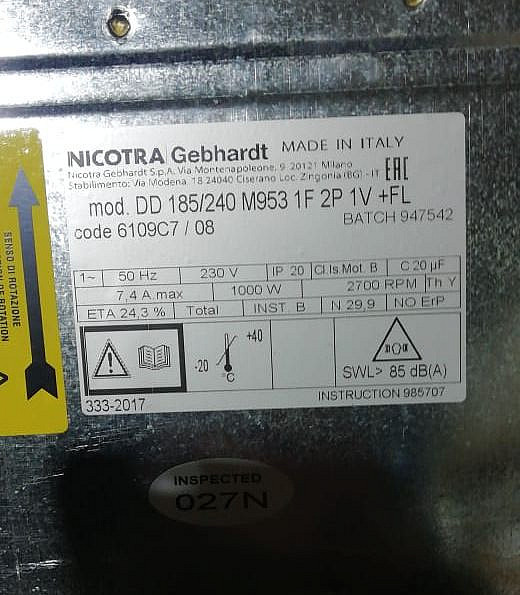 NICOTRA Gebhardt MADE IN ITALY
Nicotra Gebhardt S.p.A. Via Montenapoleone, 9 20121 Milano
Stabilimento: Via Modena, 18 24040 Ciserano Loc. Zingonia (BG) - IT EAC
mod. DD 185/240 M953 1F 2P 1V +FL
BATCH 947542
code 6109C7 / 08
1~ 50 Hz 230 V IP 20 Cl.Is.Mot. B C 20 µF
7,4 A.max 1000 W 2700 RPM Th Y
ETA 24,3 % Total INST. B N 29,9 NO ErP
-20 +40
°C
SWL> 85 dB(A)
333-2017
INSTRUCTION 985707
SENSO DI ROTAZIONE
OF ROTATION
INSPECTED
027N